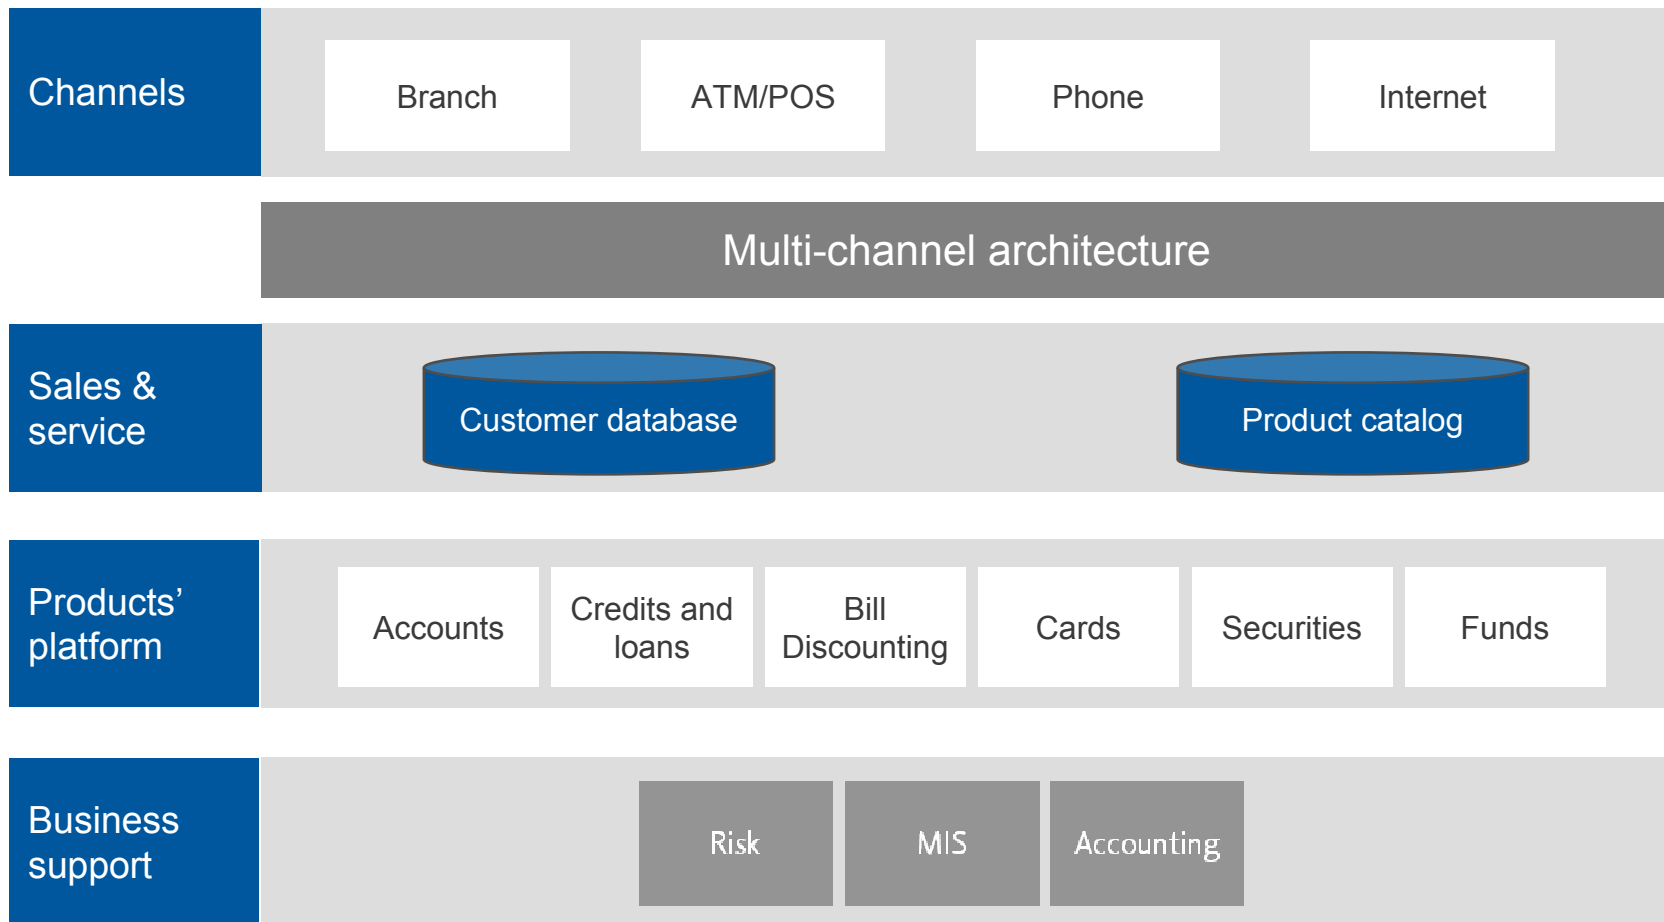 Channels
Branch
ATM/POS
Phone
Internet
Multi-channel architecture
Sales &
service
Customer database
Product catalog
Products’
platform
Accounts
Credits and
loans
Bill
Discounting
Cards
Securities
Funds
Business
support
Risk
MIS
Accounting